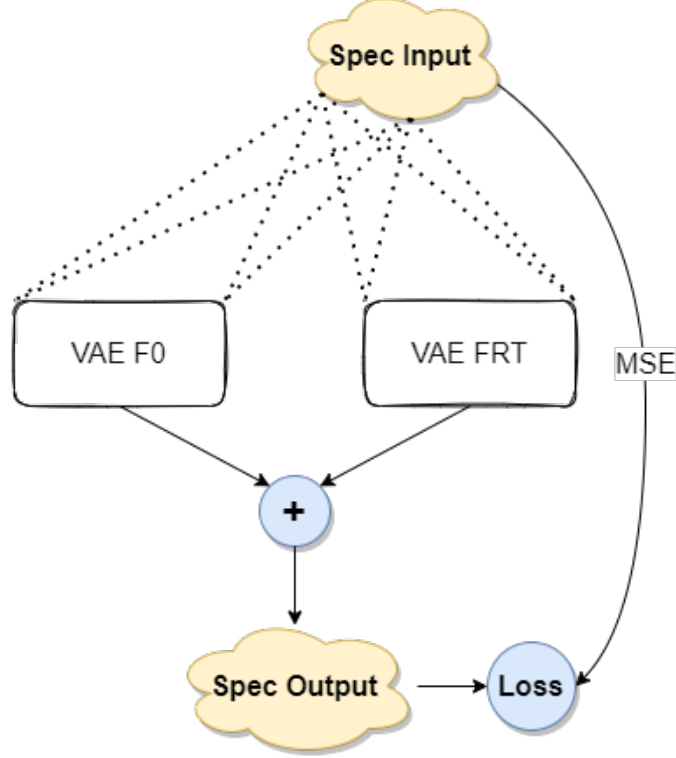 Spec Input
VAE F0
VAE FRT
MSE
+
Spec Output
Loss